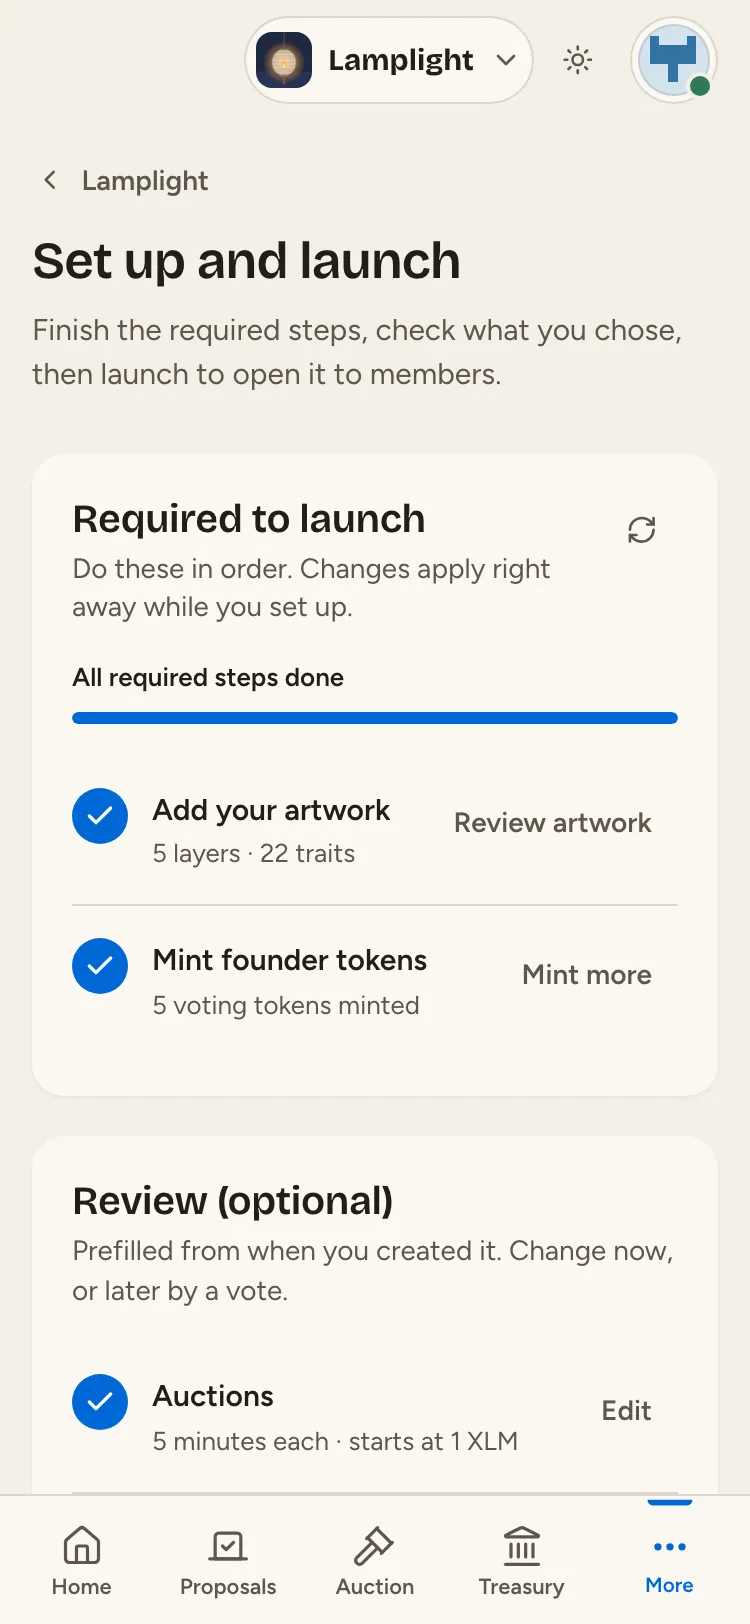 Lamplight
Lamplight
Set up and launch
Finish the required steps, check what you chose,
then launch to open it to members.
Required to launch
Do these in order. Changes apply right
away while you set up.
All required steps done
Add your artwork
Review artwork
5 layers · 22 traits
Mint founder tokens
Mint more
5 voting tokens minted
Review (optional)
Prefilled from when you created it. Change now,
or later by a vote.
Auctions
Edit
5 minutes each · starts at 1 XLM
Home
Proposals
Auction
Treasury
More